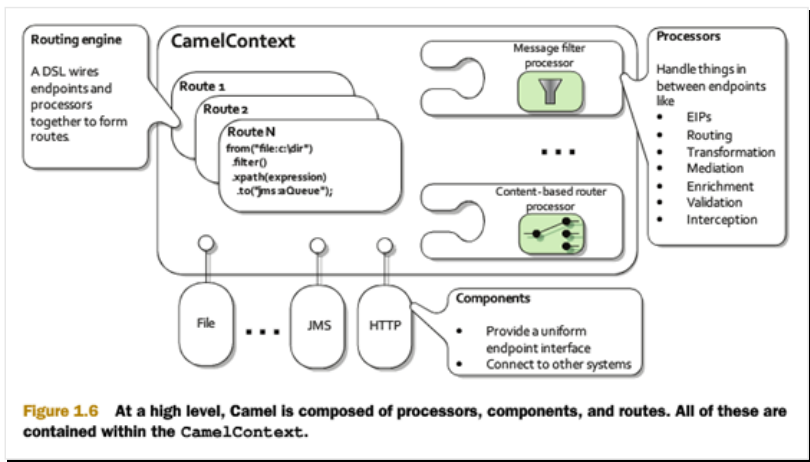 Routing engine
A DSL wires
endpoints and
processors
together to form
routes.
CamelContext
Route 1
Route 2
Route N
from("file:c:\dir")
.filter()
.xpath(expression)
.to("jms:aQueue");
Message filter
processor
...
Content-based router
processor
Processors
Handle things in
between endpoints
like
• EIPs
• Routing
• Transformation
• Mediation
• Enrichment
• Validation
• Interception
File
...
JMS
HTTP
Components
• Provide a uniform
endpoint interface
• Connect to other systems
Figure 1.6 At a high level, Camel is composed of processors, components, and routes. All of these are
contained within the CamelContext.